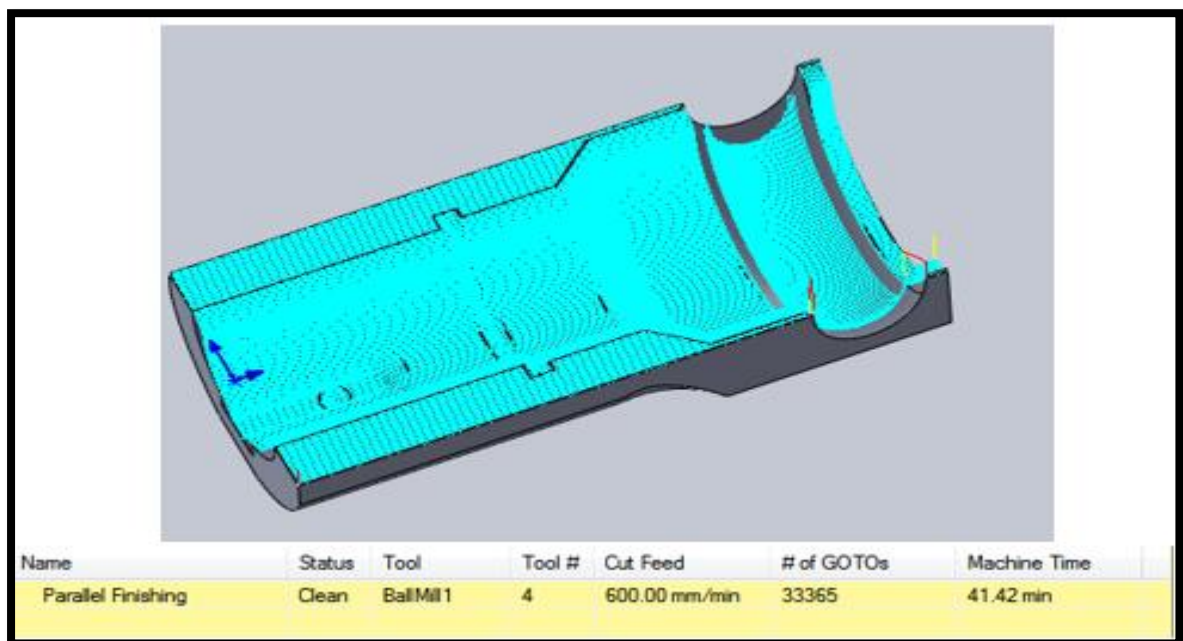 Name Status Tool Tool # Cut Feed # of GOTOs Machine Time
Parallel Finishing Clean BallMill1 4 600.00 mm/min 33365 41.42 min